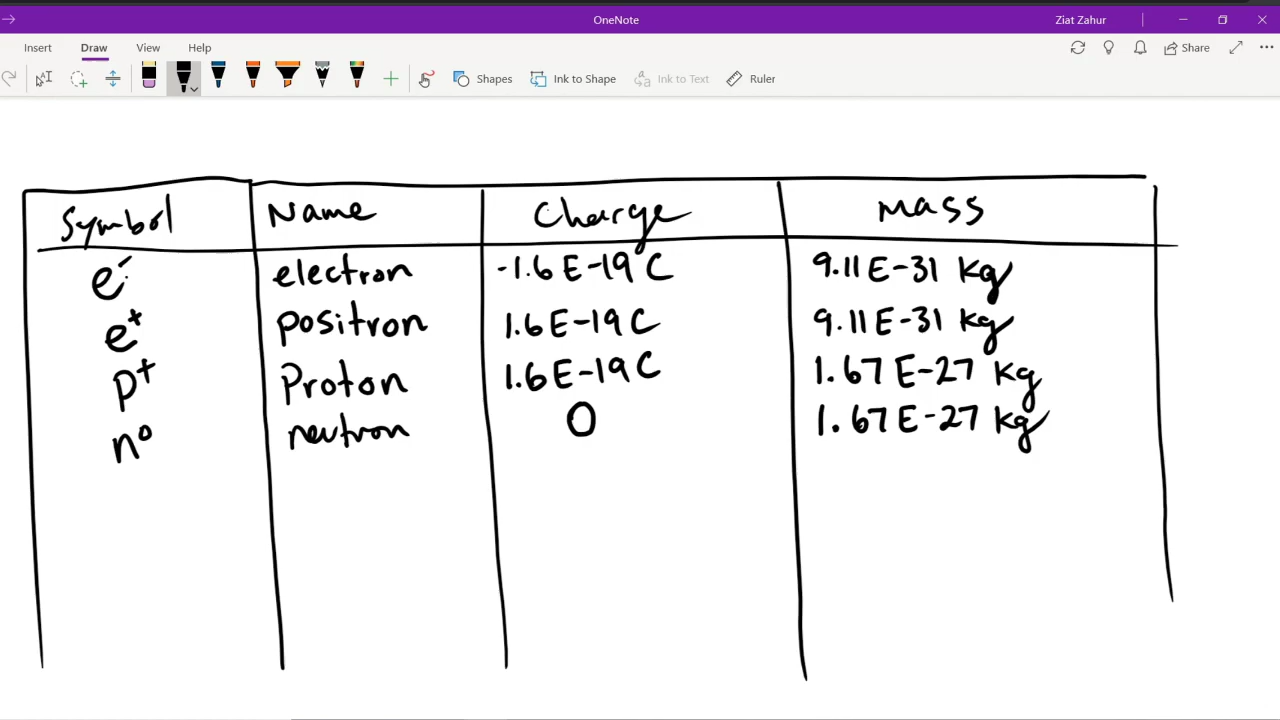 OneNote
Ziat Zahur
Insert Draw View Help
Share
Shapes Ink to Shape Ink to Text Ruler
Symbol Name Charge Mass
e⁻ electron -1.6 E-19 C 9.11 E-31 kg
e⁺ positron 1.6 E-19 C 9.11 E-31 kg
p⁺ Proton 1.6 E-19 C 1.67 E-27 kg
n⁰ neutron 0 1.67 E-27 kg